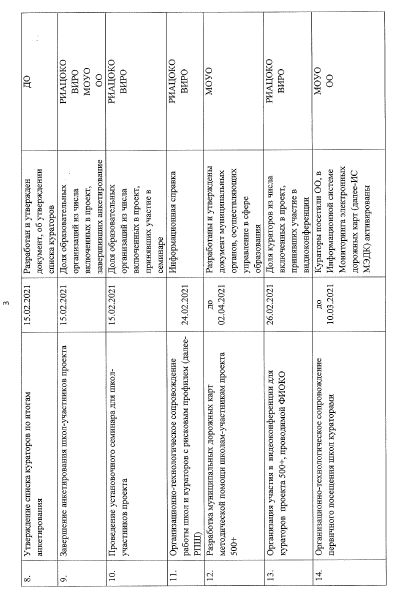 3
8.
Утверждение списка кураторов по итогам
анкетирования
15.02.2021
Разработан и утвержден
документ, об утверждении
списка кураторов
ДО
9.
Завершение анкетирования школ-участников проекта
15.02.2021
Доля образовательных
организаций из числа
включенных в проект,
завершивших анкетирование
РИАЦОКО
ВИРО
МОУО
ОО
10.
Проведение установочного семинара для школ-
участников проекта
15.02.2021
Доля образовательных
организаций из числа
включенных в проект,
принявших участие в
семинаре
РИАЦОКО
ВИРО
11.
Организационно-технологическое сопровождение
работы школ и кураторов с рисковым профилем (далее-
РПШ)
24.02.2021
Информационная справка
РИАЦОКО
ВИРО
12.
Разработка муниципальных дорожных карт
методической помощи школам-участникам проекта
500+
до
02.04.2021
Разработаны и утверждены
документ муниципальных
органов, осуществляющих
управление в сфере
образования
МОУО
13.
Организация участия в видеоконференции для
кураторов проекта 500+, проводимой ФИОКО
26.02.2021
Доля кураторов из числа
включенных в проект,
принявших участие в
видеоконференции
РИАЦОКО
ВИРО
14.
Организационно-технологическое сопровождение
первичного посещения школ кураторами
до
10.03.2021
Кураторы посетили ОО, в
Информационной системе
Мониторинга электронных
дорожных карт (далее-ИС
МЭДК) активированы
МОУО
ОО